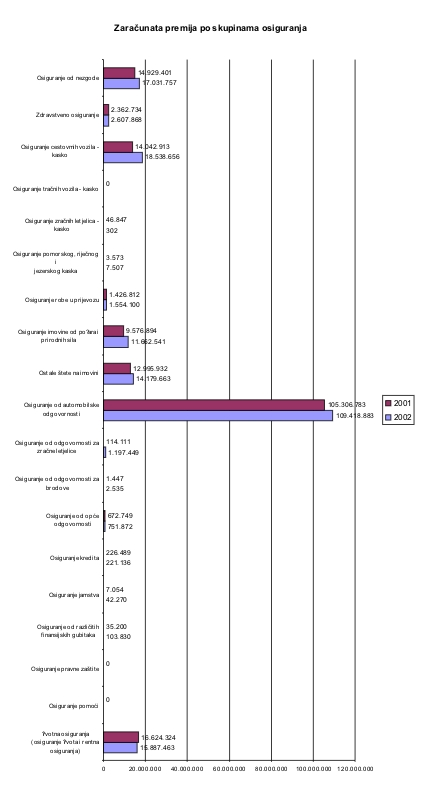 Zaračunata premija po skupinama osiguranja
Osiguranje od nezgode
14.929.401
17.031.757
Zdravstveno osiguranje
2.362.734
2.607.868
Osiguranje cestovnih vozila -
kasko
14.042.913
18.538.656
Osiguranje tračnih vozila - kasko
0
Osiguranje zračnih letjelica -
kasko
46.847
302
Osiguranje pomorskog, riječnog
i
jezerskog kaska
3.573
7.507
Osiguranje robe u prijevozu
1.426.812
1.554.100
Osiguranje imovine od po?ara i
prirodnih sila
9.576.894
11.662.541
Ostale štete na imovini
12.995.932
14.179.663
Osiguranje od automobilske
odgovornosti
105.306.783
109.418.883
2001
2002
Osiguranje od odgovornosti za
zračne letjelice
114.111
1.197.449
Osiguranje od odgovornosti za
brodove
1.447
2.535
Osiguranje od opće
odgovornosti
672.749
751.872
Osiguranje kredita
226.489
221.136
Osiguranje jamstva
7.054
42.270
Osiguranje od različitih
finansijskih gubitaka
35.200
103.830
Osiguranje pravne zaštite
0
Osiguranje pomoći
0
?ivotna osiguranja
(osiguranje ?ivota i rentna
osiguranja)
16.624.324
15.887.463
0 20.000.000 40.000.000 60.000.000 80.000.000 100.000.000 120.000.000